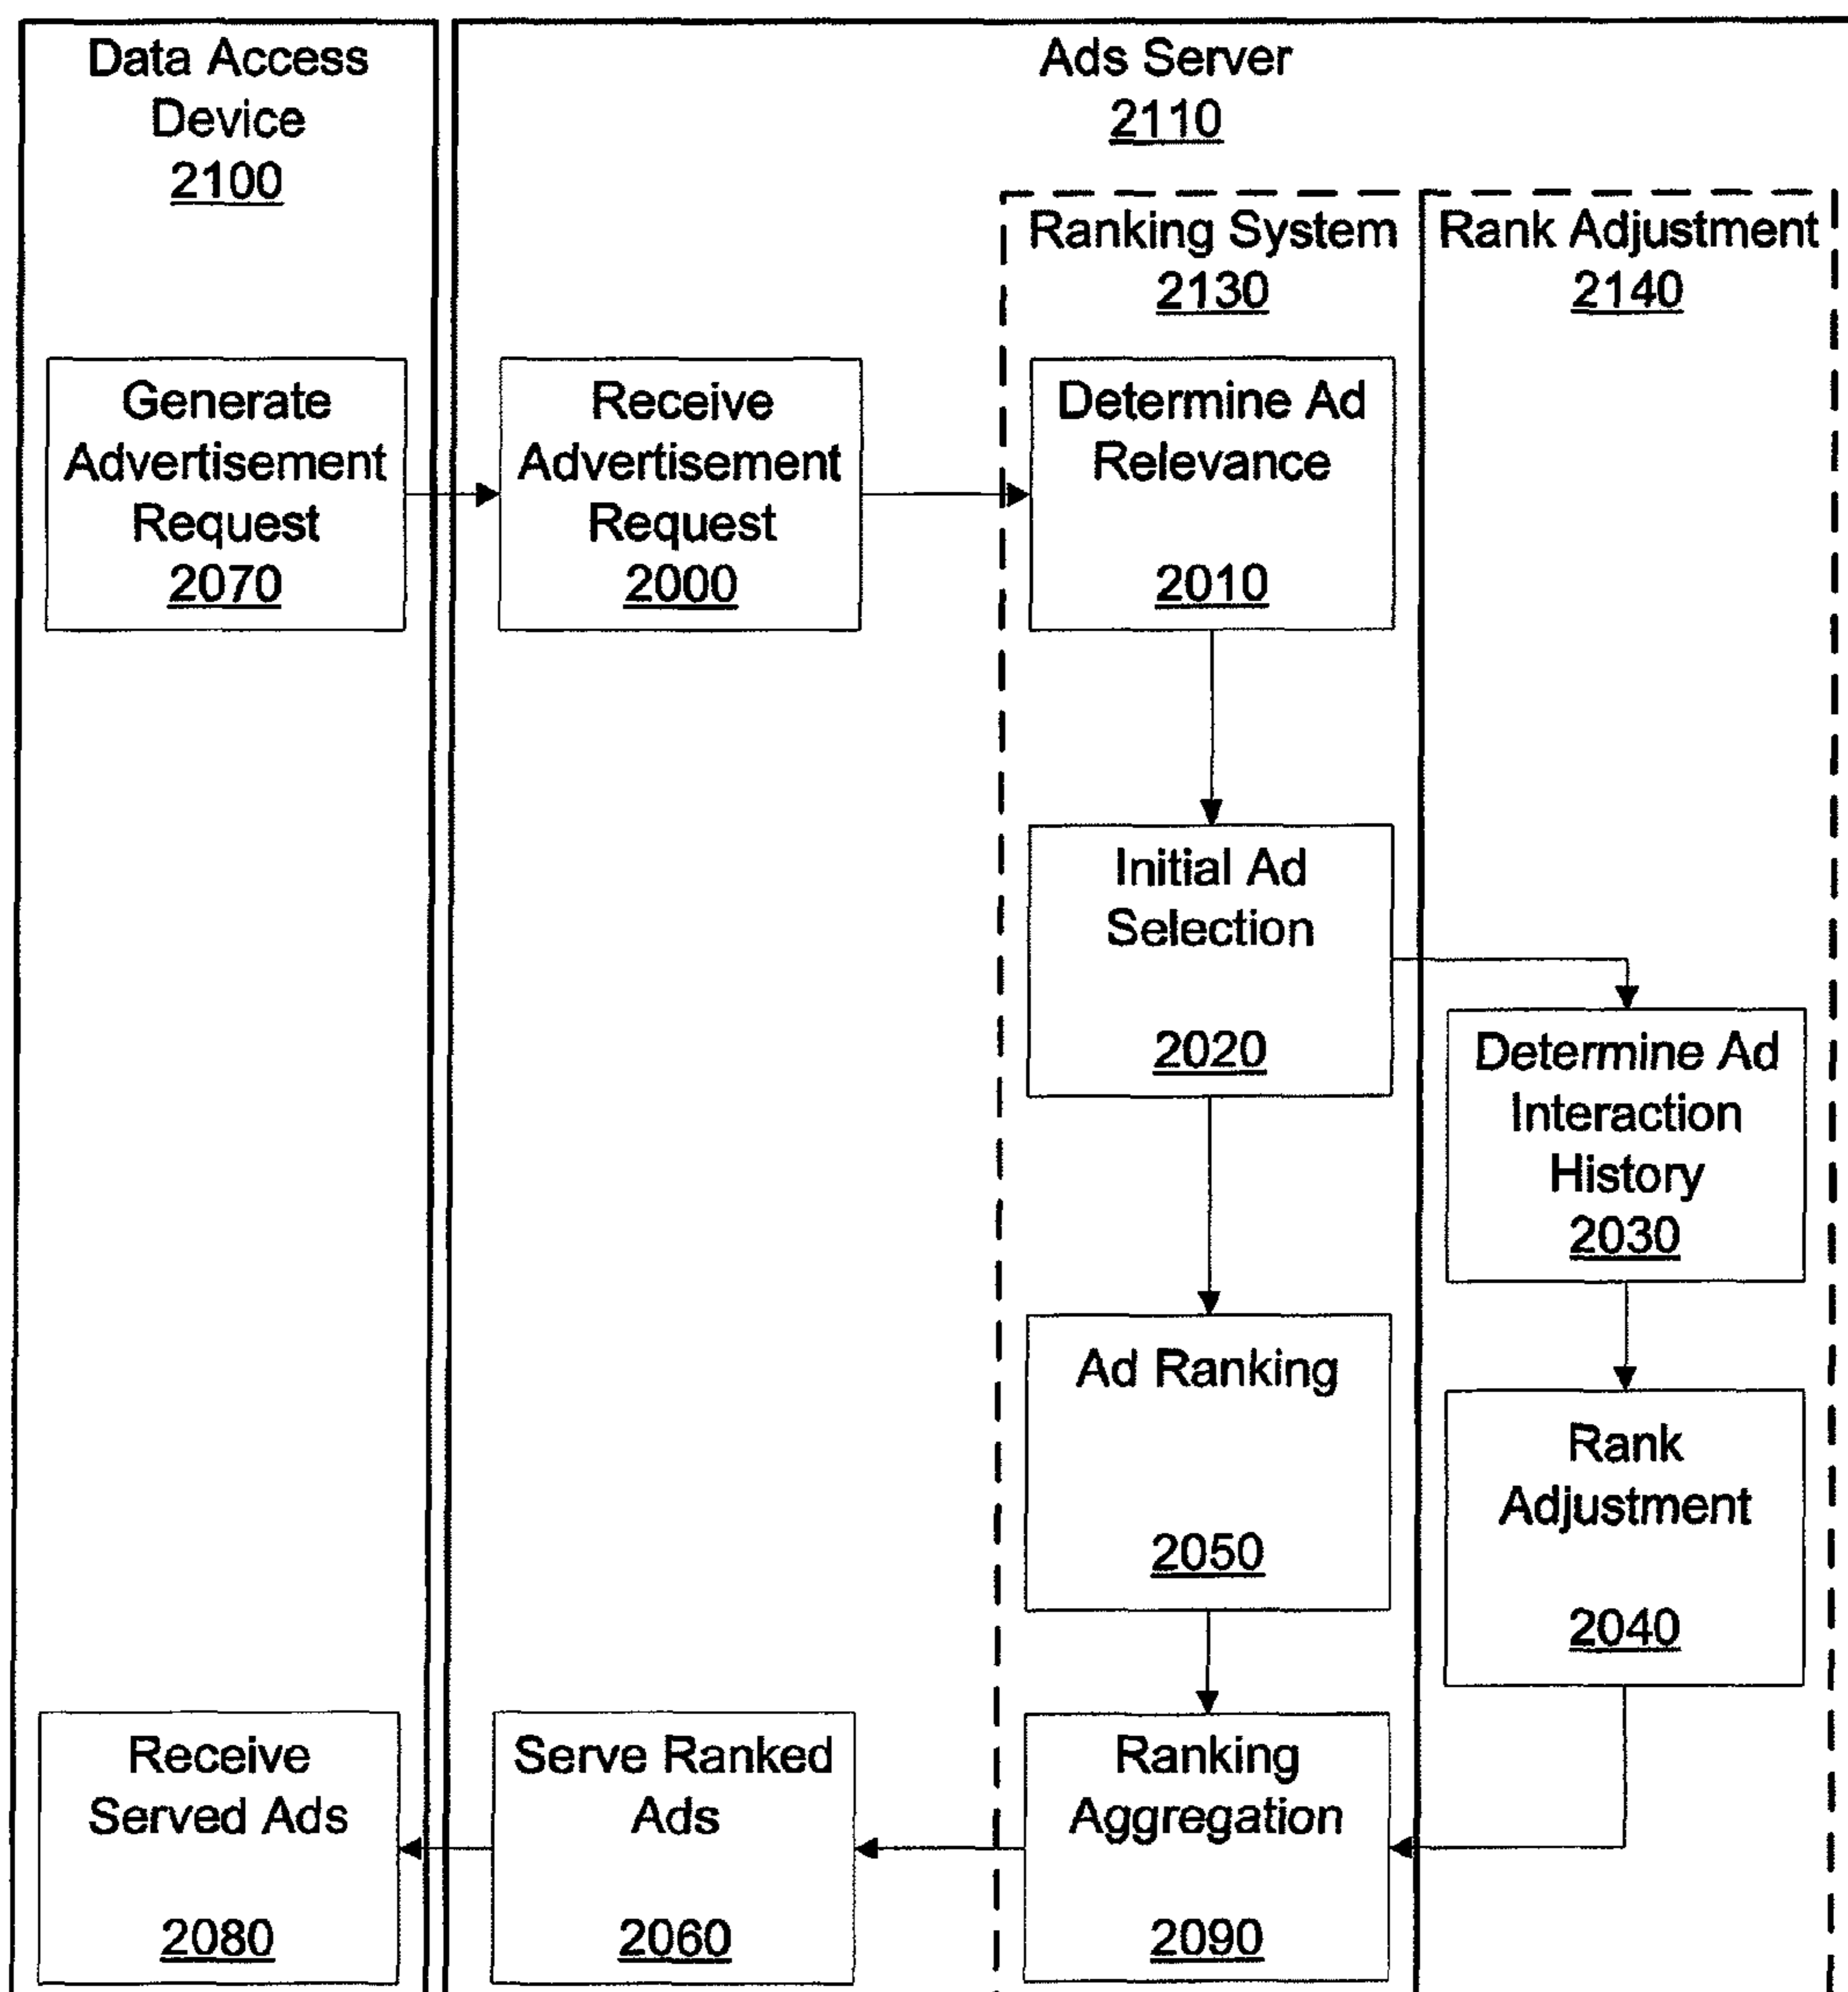 Data Access
Device
2100
Ads Server
2110
Ranking System
2130
Rank Adjustment
2140
Generate
Advertisement
Request
2070
Receive
Advertisement
Request
2000
Determine Ad
Relevance
2010
Initial Ad
Selection
2020
Determine Ad
Interaction
History
2030
Ad Ranking
2050
Rank
Adjustment
2040
Receive
Served Ads
2080
Serve Ranked
Ads
2060
Ranking
Aggregation
2090